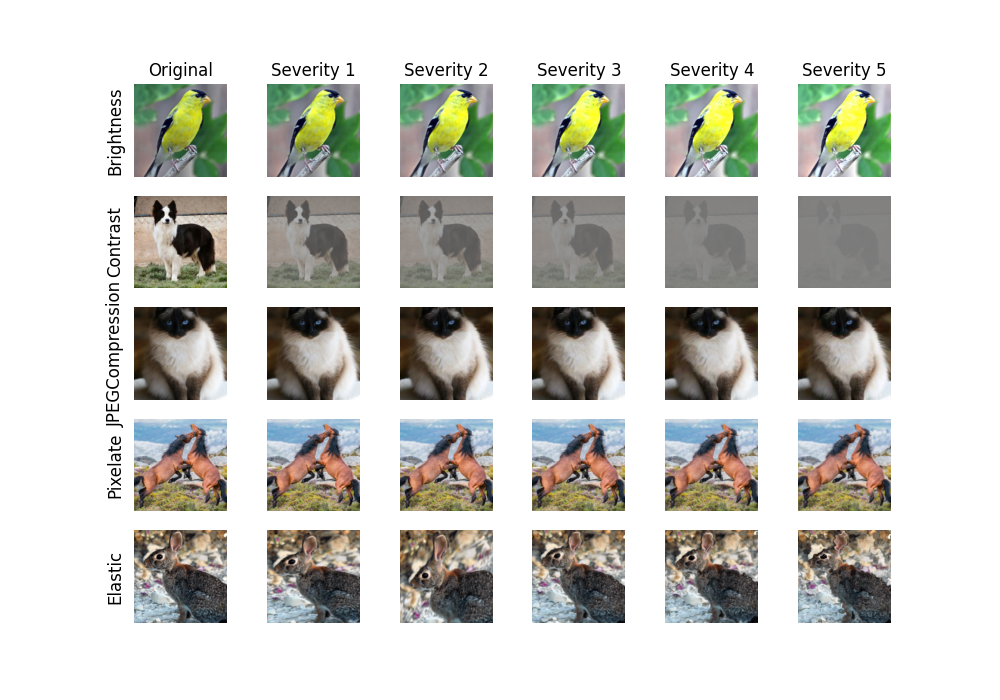 Original Severity 1 Severity 2 Severity 3 Severity 4 Severity 5
Brightness
Contrast
JPEGCompression
Pixelate
Elastic